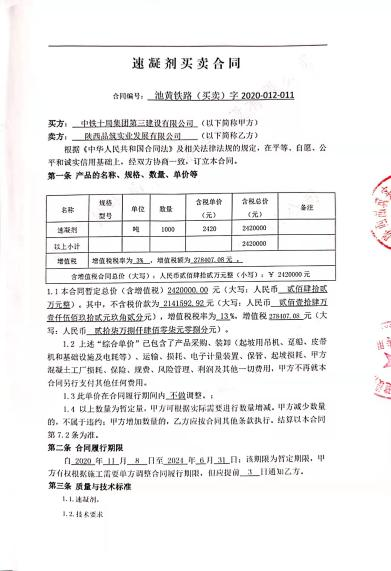 速凝剂买卖合同
合同编号： 池黄铁路（买卖）字 2020-012-011
买方： 中铁十局集团第三建设有限公司 （以下简称甲方）
卖方： 陕西品筑实业发展有限公司 （以下简称乙方）
根据《中华人民共和国合同法》及相关法律法规的规定，在平等、自愿、公
平和诚实信用基础上，经双方协商一致，订立本合同。
第一条 产品的名称、规格、数量、单价等
名称 规格型号 单位 数量 含税单价（元） 含税总价（元） 备注
速凝剂 吨 1000 2420 2420000
以上小计 2420000
增值税 增值税税率为 3% ，增值税税额为 278407.08 元 。
含增值税合同总价（大写）：人民币贰佰肆拾贰万元整（小写）：￥ 2420000 元
1.1 本合同暂定总价（含增值税）2420000.00 元（大写：人民币 贰佰肆拾贰
万元整）。其中，不含税价款为 2141592.92 元（大写：人民币 贰佰壹拾肆万
壹仟伍佰玖拾贰元玖角贰分），增值税税率为 13%，增值税 278407.08 元（大
写：人民币 贰拾柒万捌仟肆佰零柒元零捌分）。
1.2 上述“综合单价”已包含了产品采购、装卸（起坡用吊机、趸船、皮带
机和基础设施及电耗等）、运输、损耗、电子计量装置、保管、起坡损耗、甲方
混凝土工厂损耗、保险、规费、风险管理、利润及其他一切费用，甲方不再就本
合同另行支付其他任何费用。
1.3 此单价在合同履行期间内 不做调整。；
1.4 以上数量为暂定量，甲方可根据实际需要进行数量增减。甲方减少数量
的，不属于违约；甲方增加数量的，乙方应按合同其他条款执行。结算以本合同
第 7.2 条为准。
第二条 合同履行期限
自 2020 年 11 月 8 日至 2024 年 6 月 31 日；该期限为暂定期限，甲
方有权根据施工需要单方调整合同履行期限，但应提前 3 日通知乙方。
第三条 质量与技术标准
1.1.速凝剂。
1.2.技术要求